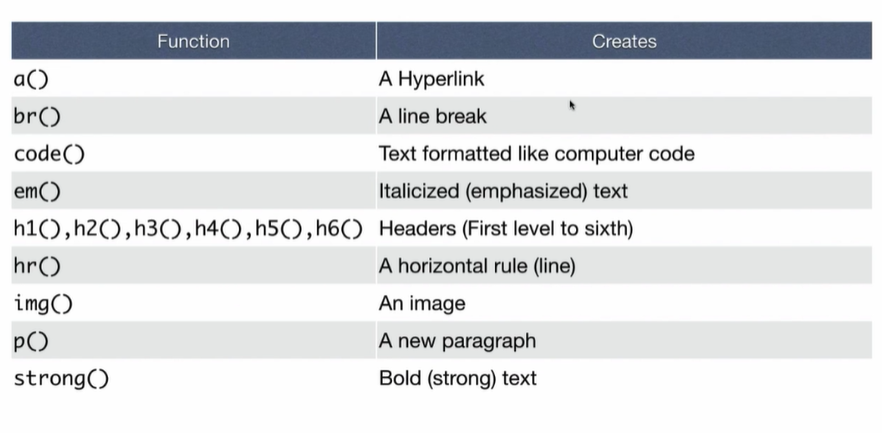 Function Creates
a() A Hyperlink
br() A line break
code() Text formatted like computer code
em() Italicized (emphasized) text
h1(),h2(),h3(),h4(),h5(),h6() Headers (First level to sixth)
hr() A horizontal rule (line)
img() An image
p() A new paragraph
strong() Bold (strong) text